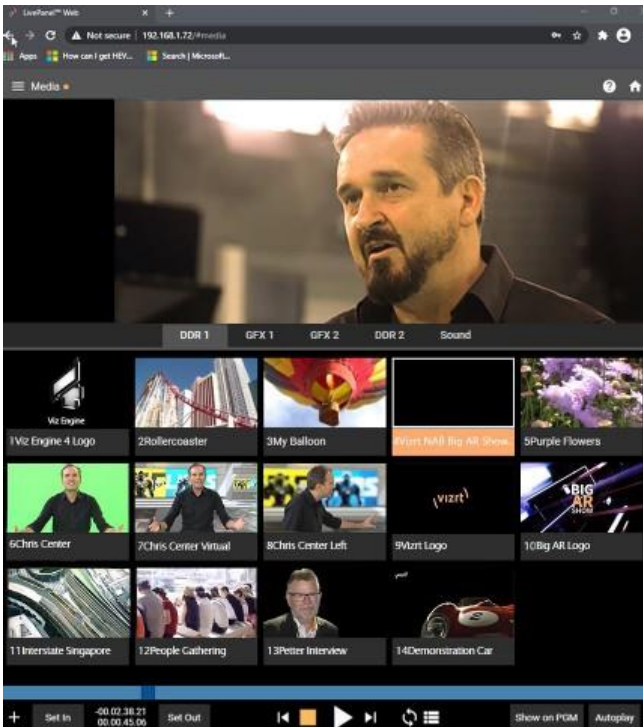 LivePanel™ Web
Not secure | 192.168.1.72/#media
Apps How can I get HEV... Search | Microsoft...
Media
DDR 1 GFX 1 GFX 2 DDR 2 Sound
Viz Engine
1Viz Engine 4 Logo 2Rollercoaster 3My Balloon 4Vizrt NAB Big AR Show 5Purple Flowers
vizrt BIG
AR
SHOW
6Chris Center 7Chris Center Virtual 8Chris Center Left 9Vizrt Logo 10Big AR Logo
11Interstate Singapore 12People Gathering 13Petter Interview 14Demonstration Car
+ Set In -00.02.38.21 Set Out Show on PGM Autoplay
00.00.45.06